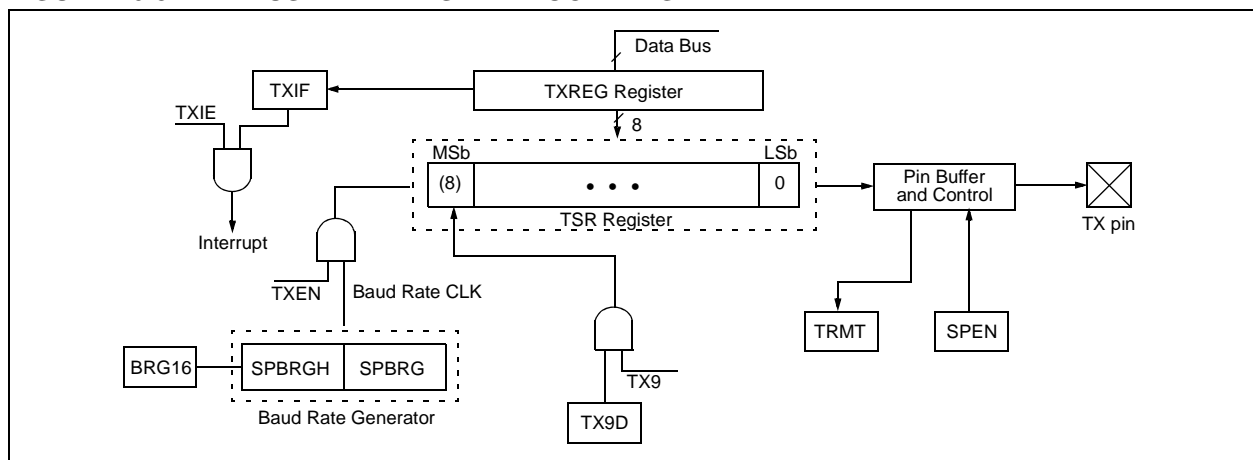 Data Bus
TXIF
TXREG Register
TXIE
8
MSb
LSb
(8)
• • •
0
Pin Buffer
and Control
TSR Register
TX pin
Interrupt
TXEN
Baud Rate CLK
TRMT
SPEN
BRG16
SPBRGH
SPBRG
TX9
Baud Rate Generator
TX9D